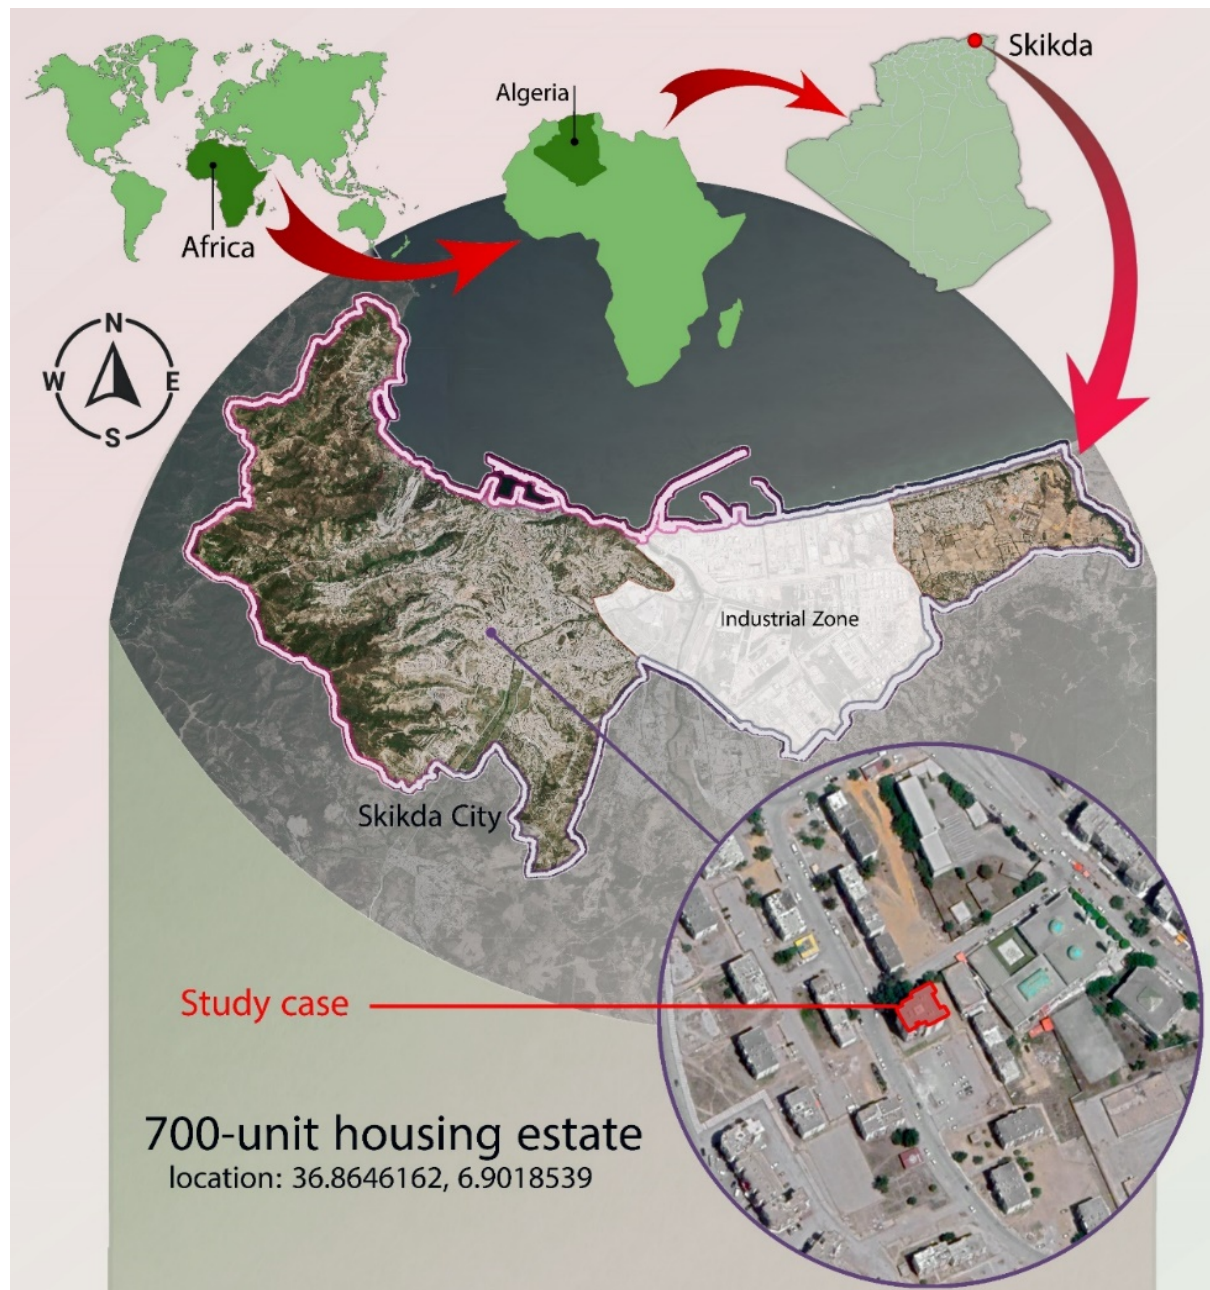 Skikda
Algeria
Africa
N
W
E
S
Industrial Zone
Skikda City
Study case
700-unit housing estate
location: 36.8646162, 6.9018539